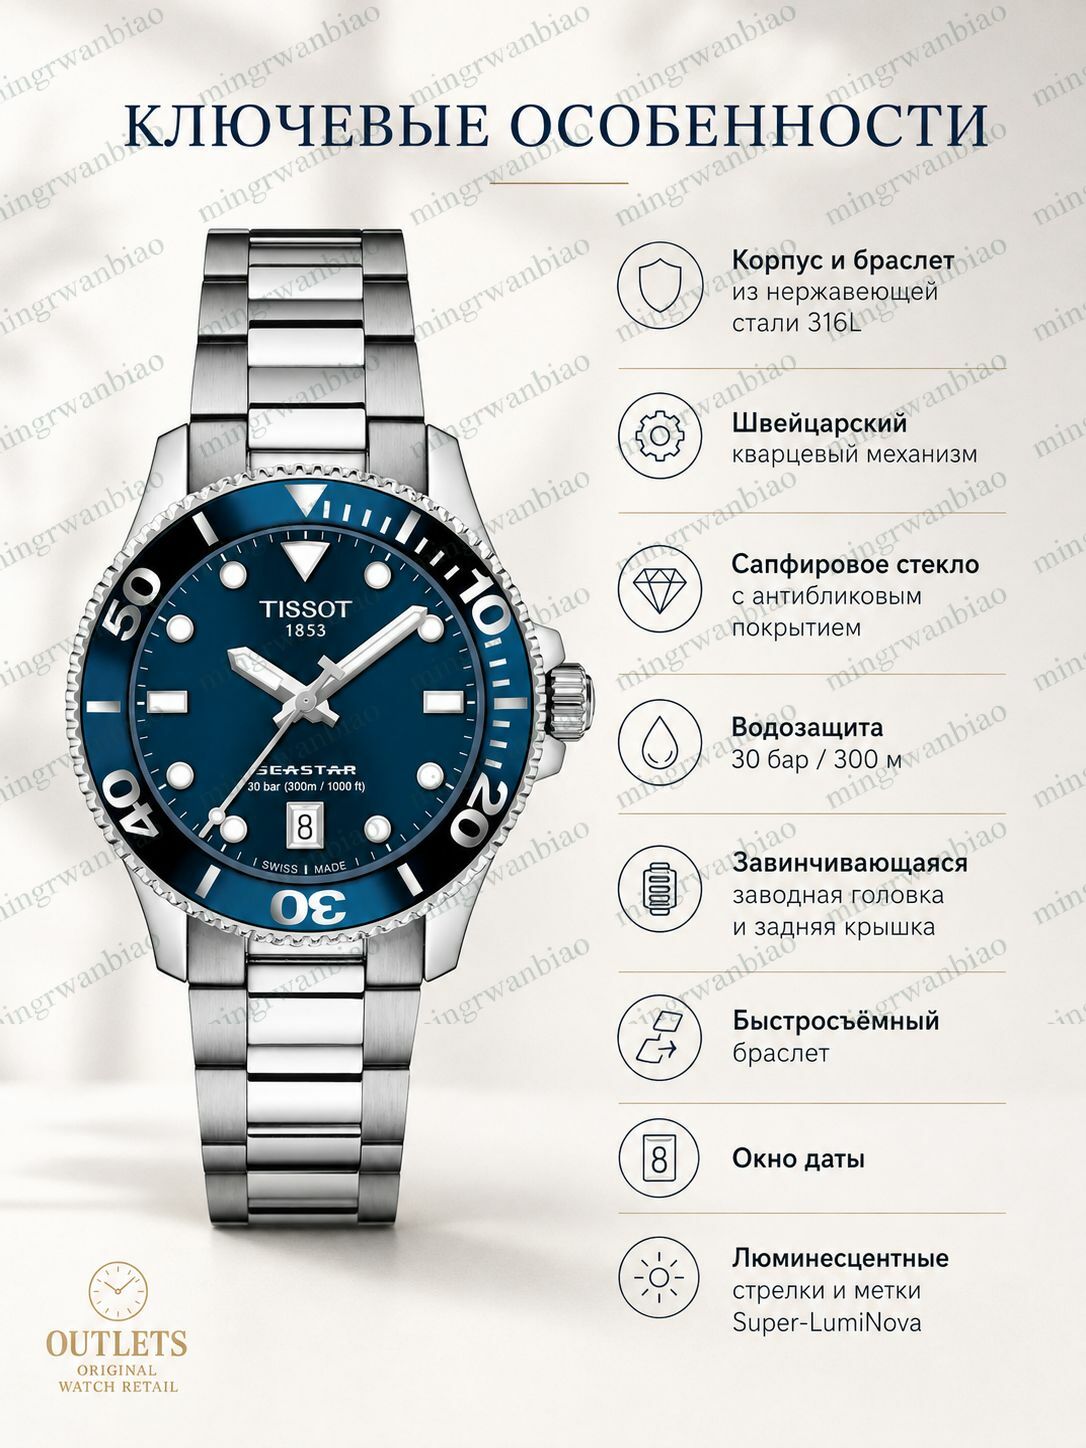 КЛЮЧЕВЫЕ ОСОБЕННОСТИ
Корпус и браслет
из нержавеющей
стали 316L
Швейцарский
кварцевый механизм
Сапфировое стекло
с антибликовым
покрытием
Водозащита
30 бар / 300 м
Завинчивающаяся
заводная головка
и задняя крышка
Быстросъёмный
браслет
8
Окно даты
Люминесцентные
стрелки и метки
Super-LumiNova
TISSOT
1853
SEASTAR
30 bar (300m / 1000 ft)
8
SWISS MADE
10
20
30
40
50
OUTLETS
ORIGINAL
WATCH RETAIL
mingrwanbiao